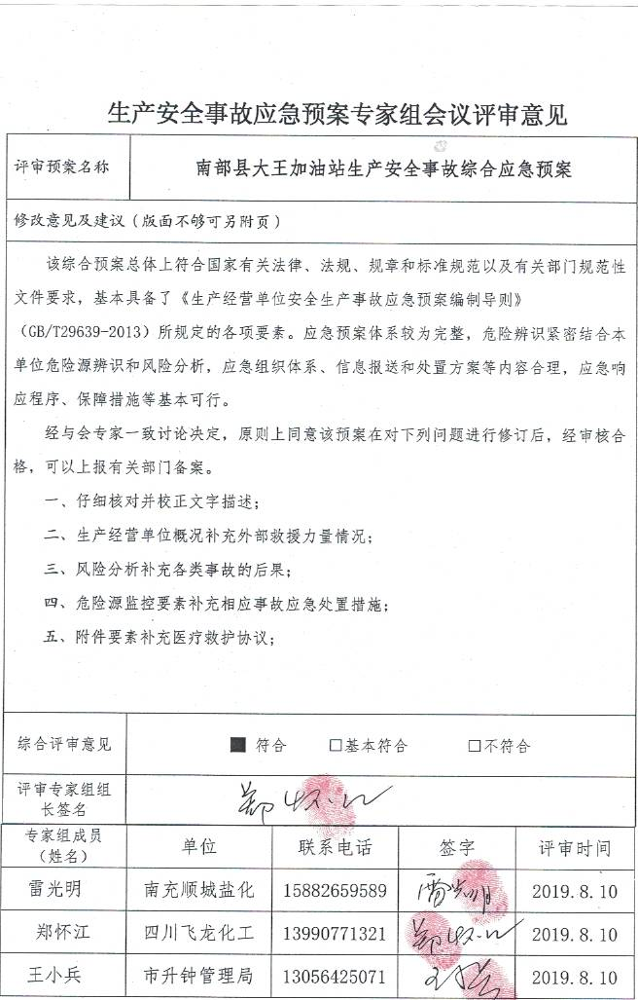 生产安全事故应急预案专家组会议评审意见
评审预案名称 南部县大王加油站生产安全事故综合应急预案
修改意见及建议（版面不够可另附页）
该综合预案总体上符合国家有关法律、法规、规章和标准规范以及有关部门规范性
文件要求，基本具备了《生产经营单位安全生产事故应急预案编制导则》
（GB/T29639-2013）所规定的各项要素。应急预案体系较为完整，危险辨识紧密结合本
单位危险源辨识和风险分析，应急组织体系、信息报送和处置方案等内容合理，应急响
应程序、保障措施等基本可行。
经与会专家一致讨论决定，原则上同意该预案在对下列问题进行修订后，经审核合
格，可以上报有关部门备案。
一、仔细核对并校正文字描述；
二、生产经营单位概况补充外部救援力量情况；
三、风险分析补充各类事故的后果；
四、危险源监控要素补充相应事故应急处置措施；
五、附件要素补充医疗救护协议；
综合评审意见 ■ 符合 □基本符合 □不符合
评审专家组组
长签名 郑怀江
专家组成员
（姓名） 单位 联系电话 签字 评审时间
雷光明 南充顺城盐化 15882659589 雷光明 2019.8.10
郑怀江 四川飞龙化工 13990771321 郑怀江 2019.8.10
王小兵 市升钟管理局 13056425071 王小兵 2019.8.10